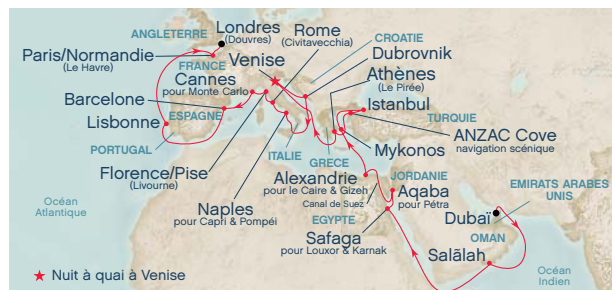 ANGLETERRE
Londres
(Douvres)
Rome
(Civitavecchia)
CROATIE
Paris/Normandie
(Le Havre)
FRANCE
Venise
Dubrovnik
Cannes
pour Monte Carlo
Athènes
(Le Pirée)
Barcelone
ESPAGNE
Istanbul
TURQUIE
Lisbonne
ANZAC Cove
navigation scénique
PORTUGAL
ITALIE
GRECE
Mykonos
Florence/Pise
(Livourne)
Alexandrie
pour le Caire & Gizeh
JORDANIE
Aqaba
pour Pétra
EMIRATS ARABES
UNIS
Océan
Atlantique
Naples
pour Capri & Pompéi
Canal de Suez
EGYPTE
Dubaï
Safaga
pour Louxor & Karnak
OMAN
Salālah
Océan
Indien
Nuit à quai à Venise